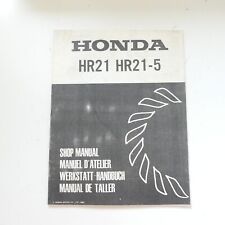 HONDA
HR21 HR21-5
SHOP MANUAL
MANUEL D'ATELIER
WERKSTATT-HANDBUCH
MANUAL DE TALLER